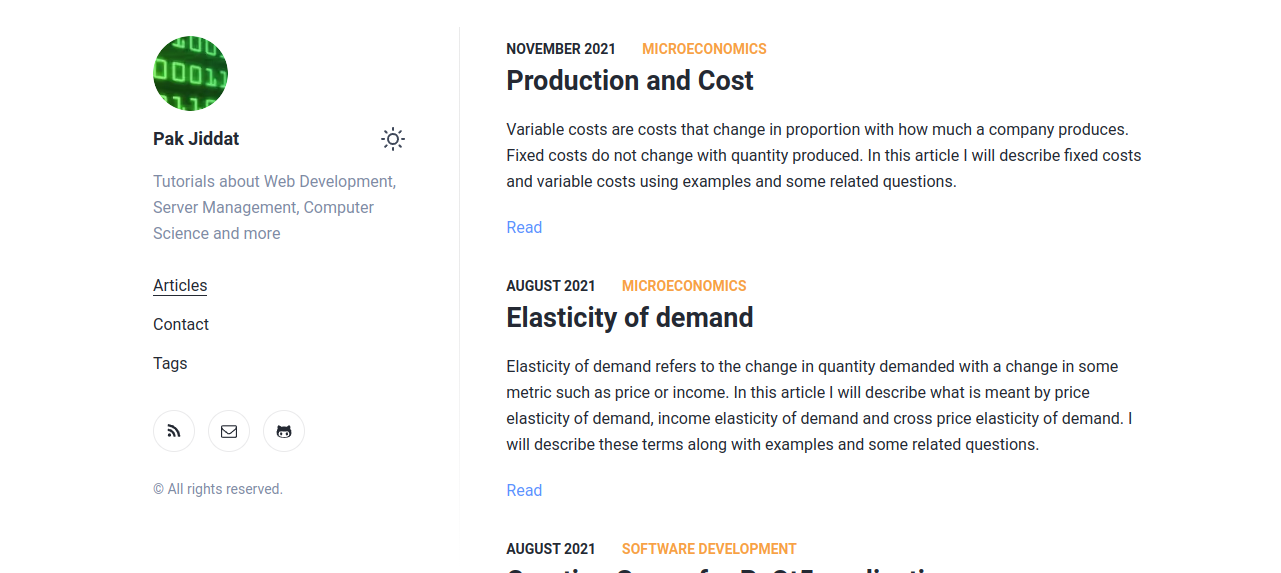 Pak Jiddat
Tutorials about Web Development,
Server Management, Computer
Science and more
Articles
Contact
Tags
© All rights reserved.
NOVEMBER 2021 MICROECONOMICS
Production and Cost
Variable costs are costs that change in proportion with how much a company produces.
Fixed costs do not change with quantity produced. In this article I will describe fixed costs
and variable costs using examples and some related questions.
Read
AUGUST 2021 MICROECONOMICS
Elasticity of demand
Elasticity of demand refers to the change in quantity demanded with a change in some
metric such as price or income. In this article I will describe what is meant by price
elasticity of demand, income elasticity of demand and cross price elasticity of demand. I
will describe these terms along with examples and some related questions.
Read
AUGUST 2021 SOFTWARE DEVELOPMENT